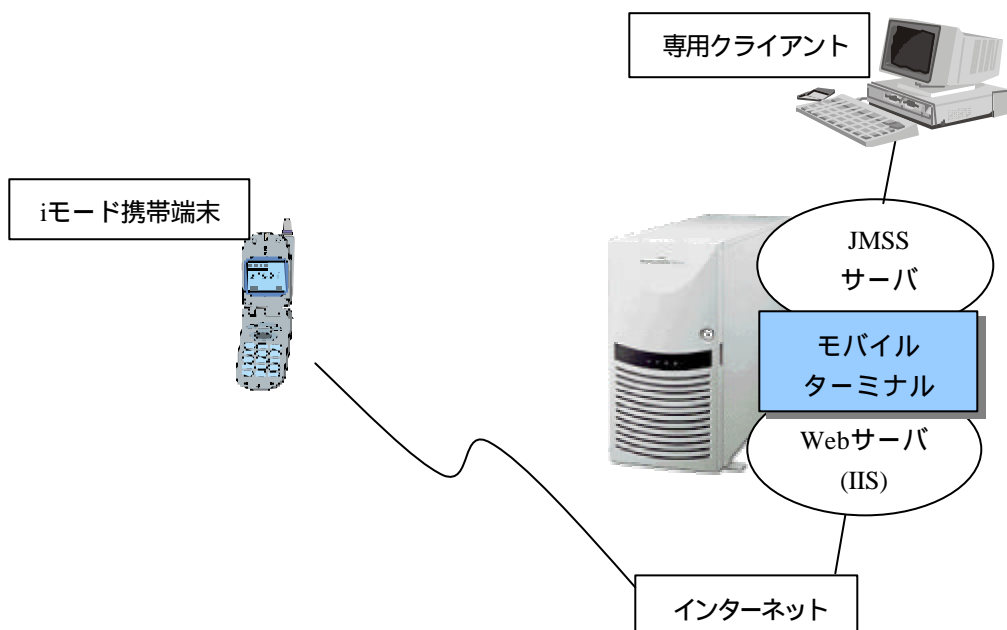 専用クライアント
iモード携帯端末
JMSS
サーバ
モバイル
ターミナル
Webサーバ
(IIS)
インターネット